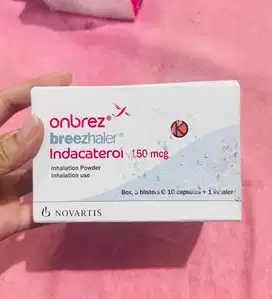 onbrez®
breezhaler®
Indacaterol 150 mcg
Inhalation Powder
Inhalation use
K
Box, 3 blisters @ 10 capsules + 1 inhaler
NOVARTIS